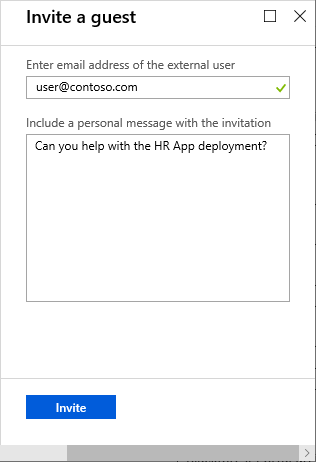 Invite a guest
Enter email address of the external user
user@contoso.com
Include a personal message with the invitation
Can you help with the HR App deployment?
Invite